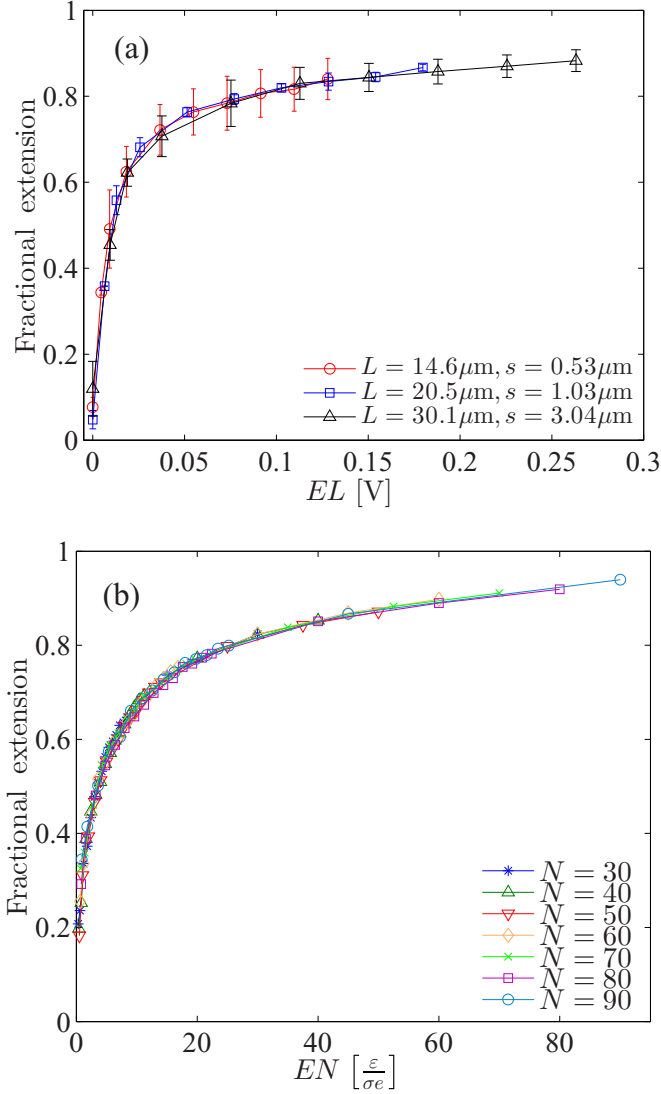 (a)
Fractional extension
1
0.8
0.6
0.4
0.2
0
0
0.05
0.1
0.15
0.2
0.25
0.3
EL [V]
L = 14.6μm, s = 0.53μm
L = 20.5μm, s = 1.03μm
L = 30.1μm, s = 3.04μm
(b)
Fractional extension
1
0.8
0.6
0.4
0.2
0
0
20
40
60
80
EN [ε/σe]
N = 30
N = 40
N = 50
N = 60
N = 70
N = 80
N = 90